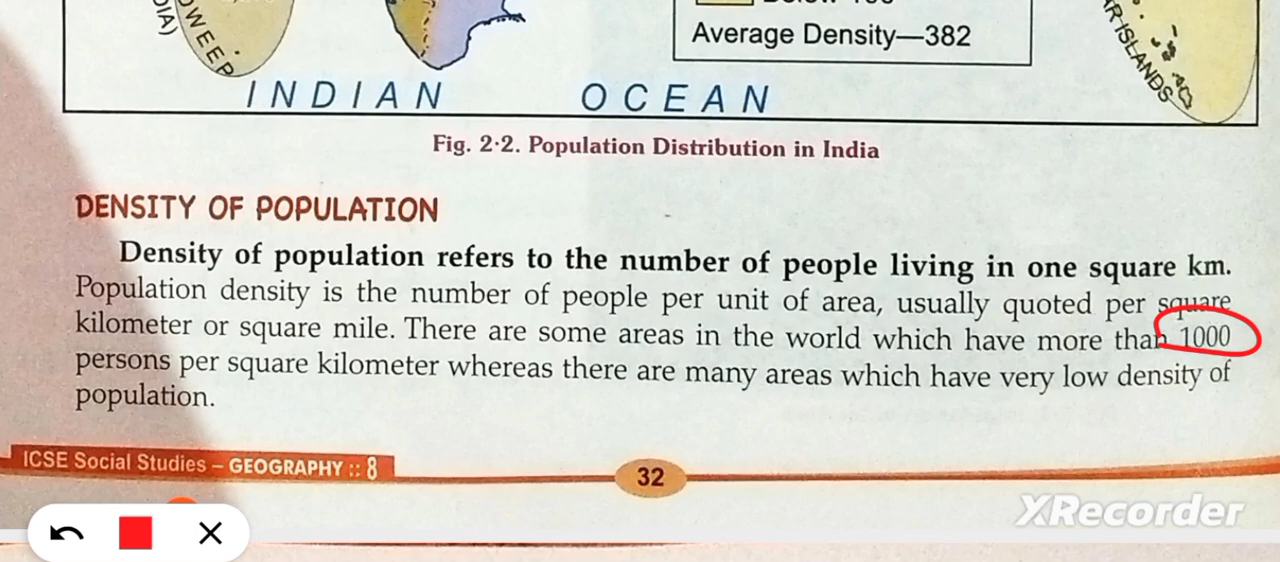 Average Density—382
DIA)
DWEEP
AR ISLANDS
INDIAN OCEAN
Fig. 2·2. Population Distribution in India
DENSITY OF POPULATION
Density of population refers to the number of people living in one square km.
Population density is the number of people per unit of area, usually quoted per square
kilometer or square mile. There are some areas in the world which have more than 1000
persons per square kilometer whereas there are many areas which have very low density of
population.
ICSE Social Studies – GEOGRAPHY :: 8
32
XRecorder